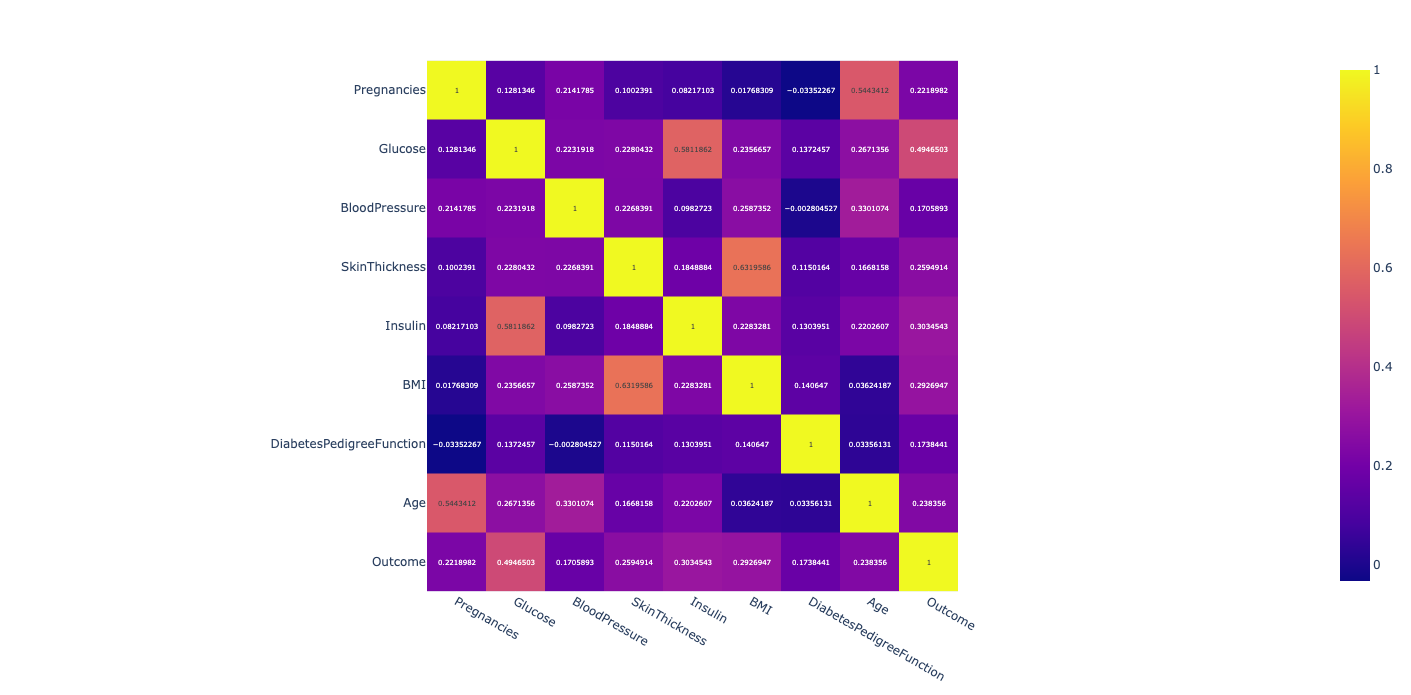 Pregnancies 1 0.1281346 0.2141785 0.1002391 0.08217103 0.01768309 −0.03352267 0.5443412 0.2218982
Glucose 0.1281346 1 0.2231918 0.2280432 0.5811862 0.2356657 0.1372457 0.2671356 0.4946503
BloodPressure 0.2141785 0.2231918 1 0.2268391 0.0982723 0.2587352 −0.002804527 0.3301074 0.1705893
SkinThickness 0.1002391 0.2280432 0.2268391 1 0.1848884 0.6319586 0.1150164 0.1668158 0.2594914
Insulin 0.08217103 0.5811862 0.0982723 0.1848884 1 0.2283281 0.1303951 0.2202607 0.3034543
BMI 0.01768309 0.2356657 0.2587352 0.6319586 0.2283281 1 0.140647 0.03624187 0.2926947
DiabetesPedigreeFunction −0.03352267 0.1372457 −0.002804527 0.1150164 0.1303951 0.140647 1 0.03356131 0.1738441
Age 0.5443412 0.2671356 0.3301074 0.1668158 0.2202607 0.03624187 0.03356131 1 0.238356
Outcome 0.2218982 0.4946503 0.1705893 0.2594914 0.3034543 0.2926947 0.1738441 0.238356 1
Pregnancies Glucose BloodPressure SkinThickness Insulin BMI DiabetesPedigreeFunction Age Outcome
1
0.8
0.6
0.4
0.2
0